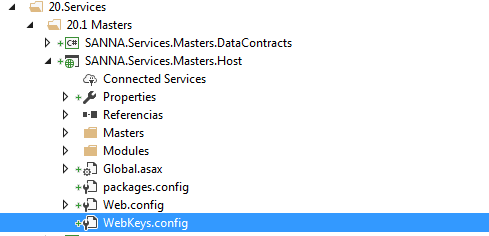 20.Services
20.1 Masters
C# SANNA.Services.Masters.DataContracts
SANNA.Services.Masters.Host
Connected Services
Properties
Referencias
Masters
Modules
Global.asax
packages.config
Web.config
WebKeys.config